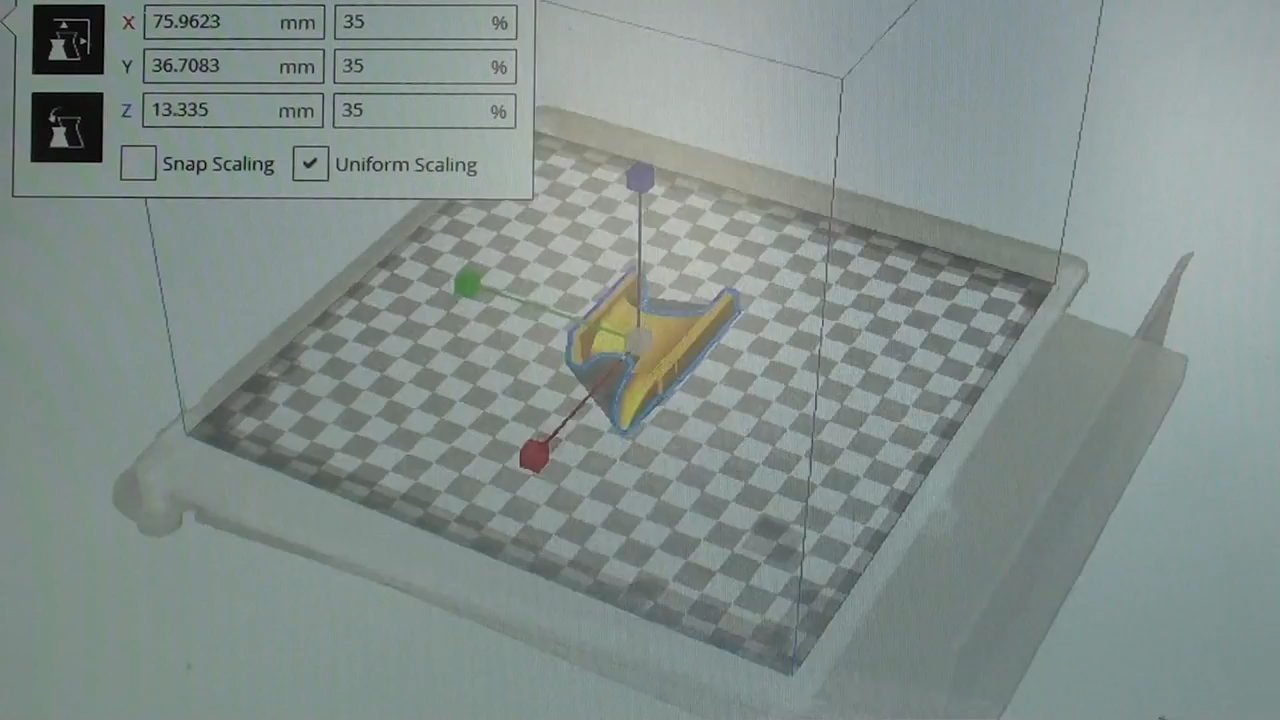 X 75.9623 mm 35 %
Y 36.7083 mm 35 %
Z 13.335 mm 35 %
Snap Scaling Uniform Scaling